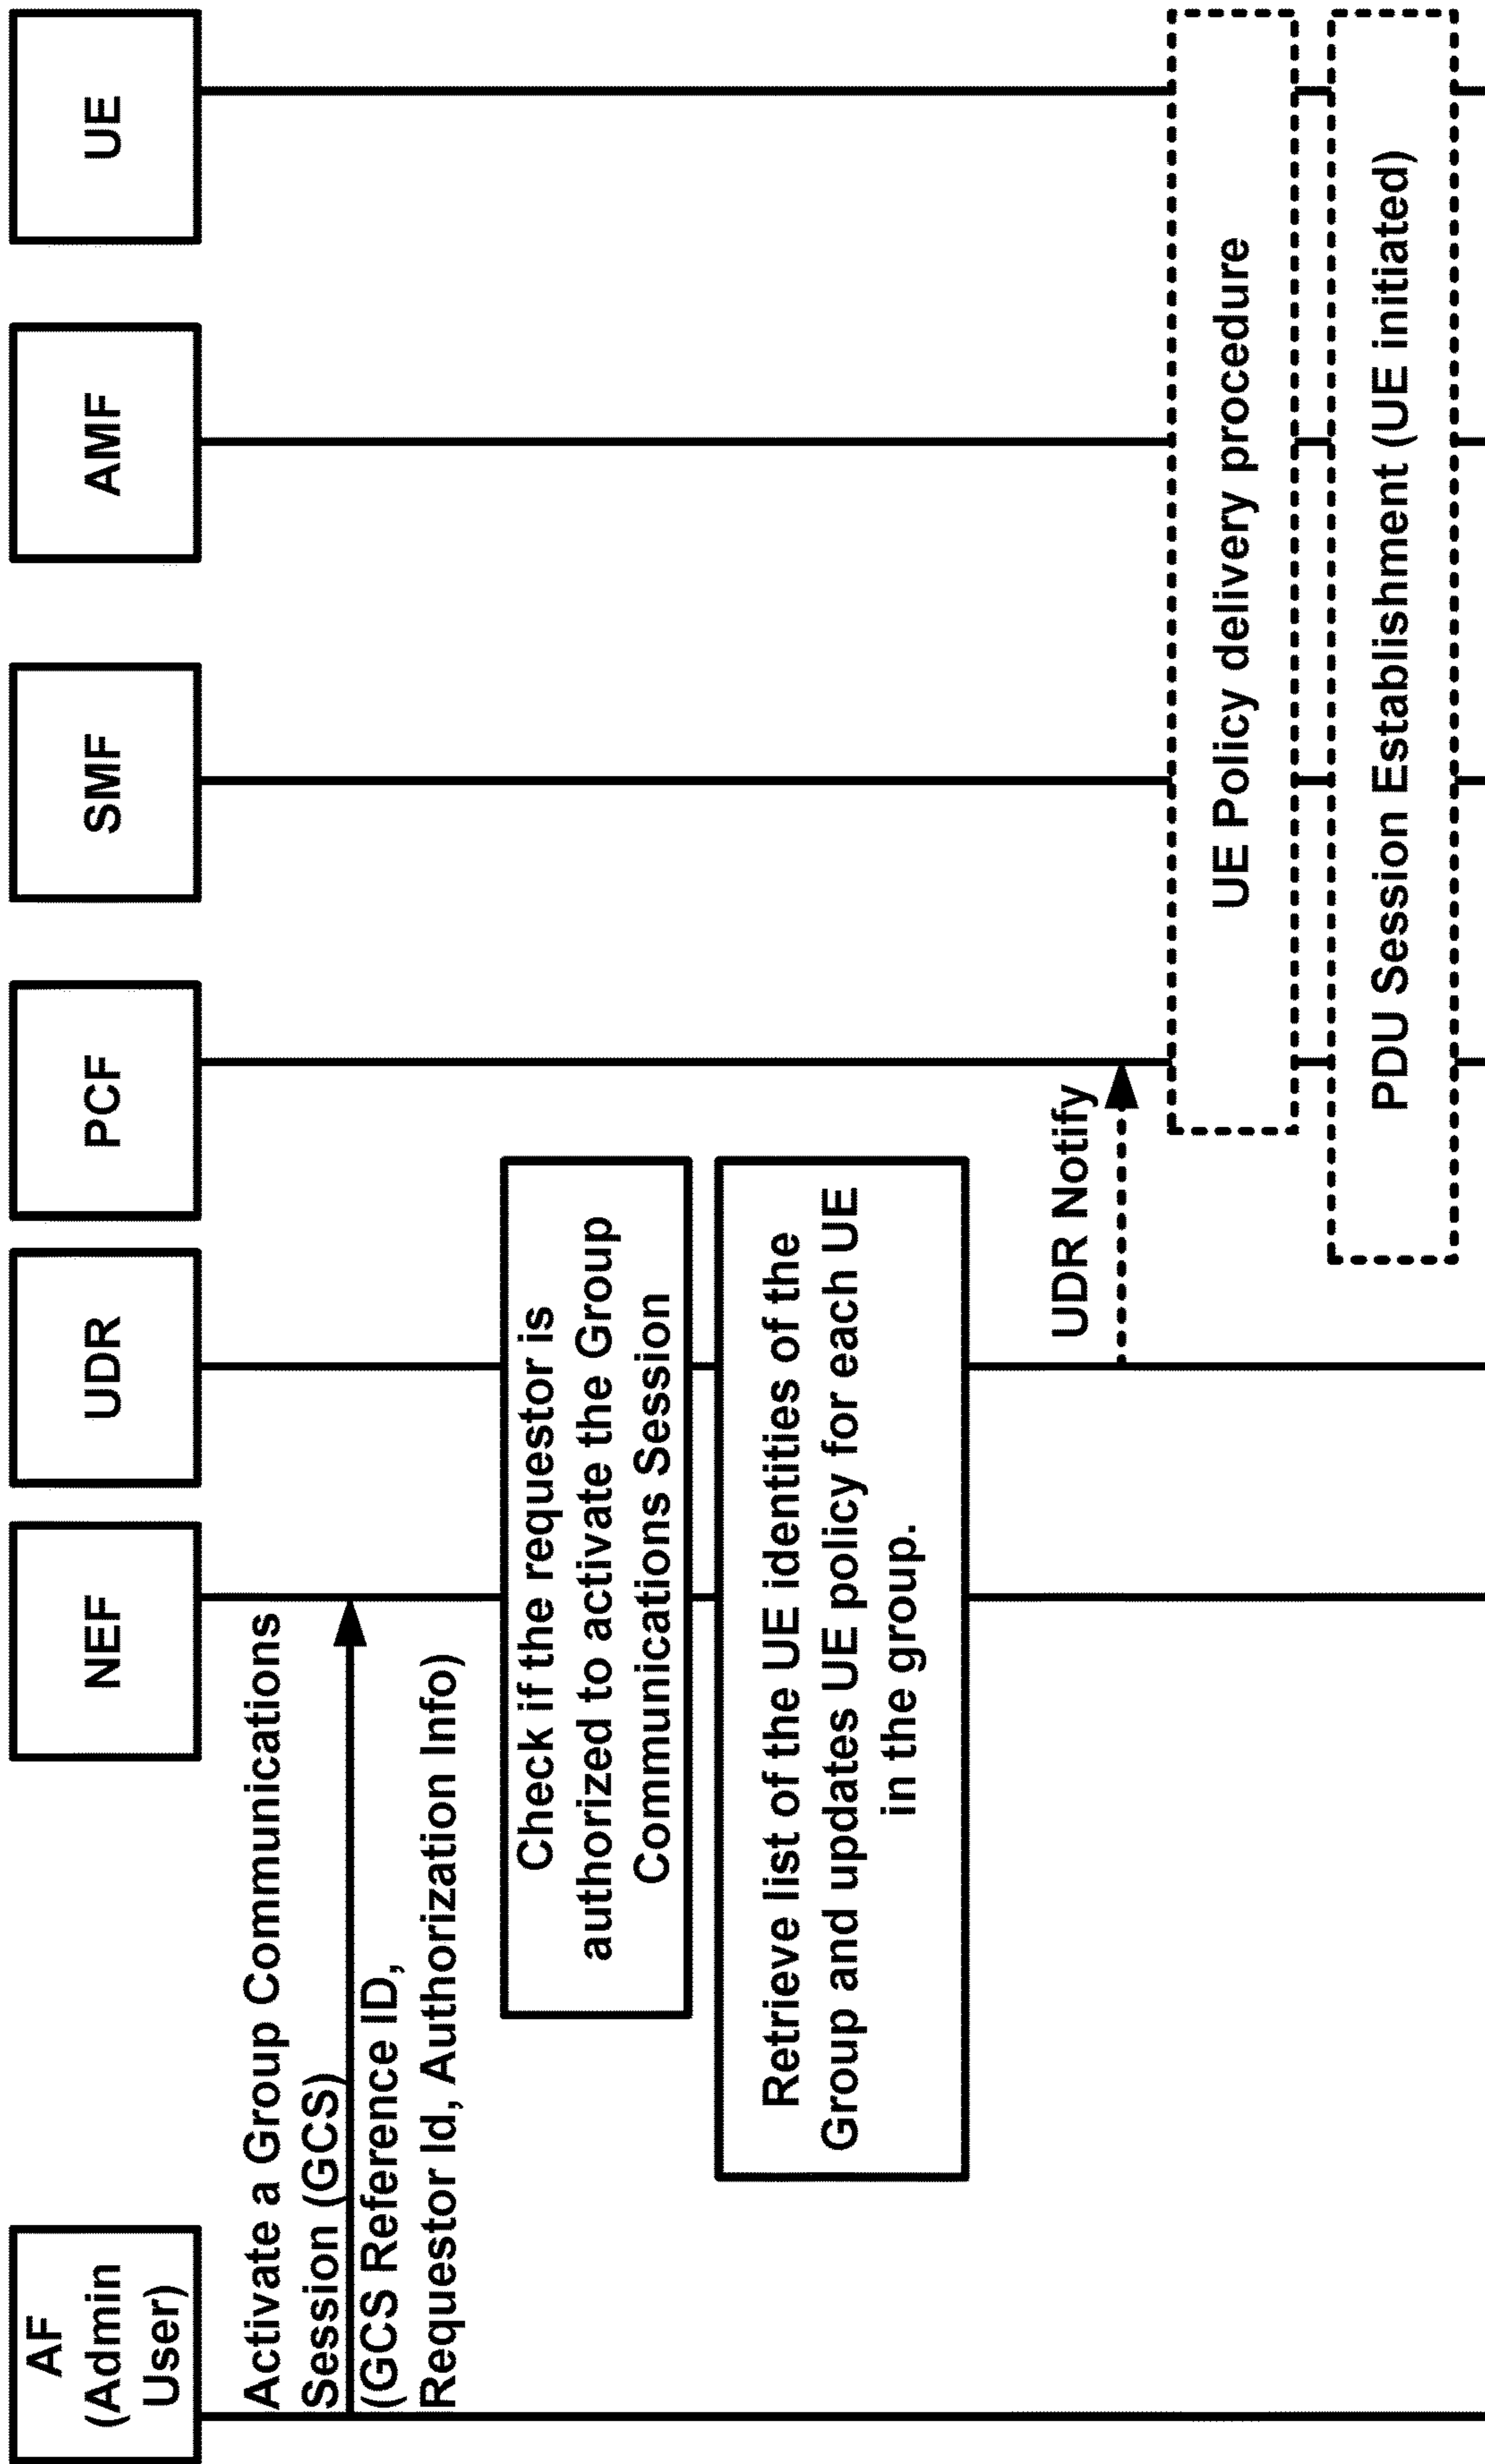 AF
(Admin
User)
NEF
UDR
PCF
SMF
AMF
UE
Activate a Group Communications
Session (GCS)
(GCS Reference ID,
Requestor Id, Authorization Info)
Check if the requestor is
authorized to activate the Group
Communications Session
Retrieve list of the UE identities of the
Group and updates UE policy for each UE
in the group.
UDR Notify
UE Policy delivery procedure
PDU Session Establishment (UE initiated)